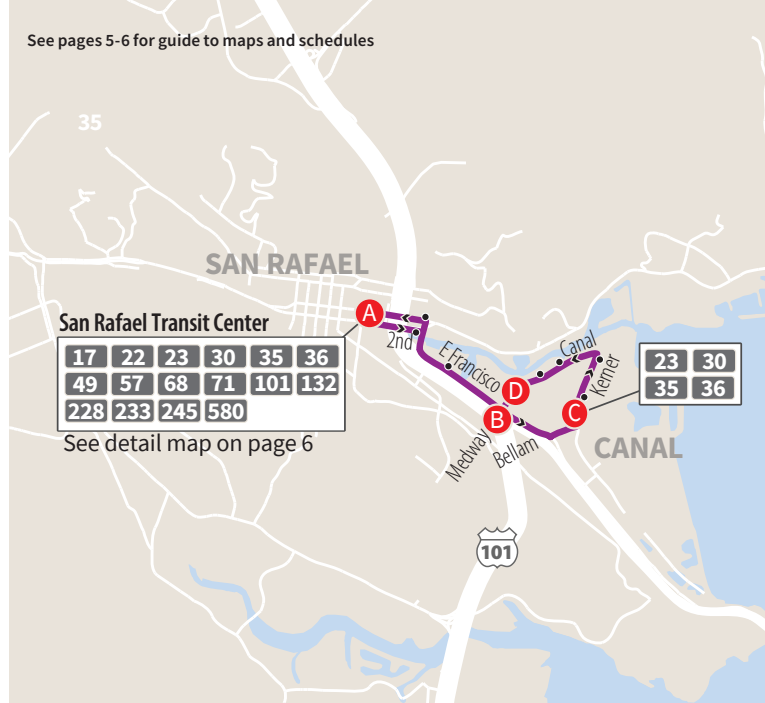 See pages 5-6 for guide to maps and schedules
35
SAN RAFAEL
San Rafael Transit Center
A
17 22 23 30 35 36
49 57 68 71 101 132
228 233 245 580
See detail map on page 6
2nd
E Francisco
Canal
Kerner
D
B
C
23 30
35 36
Medway
Bellam
CANAL
101